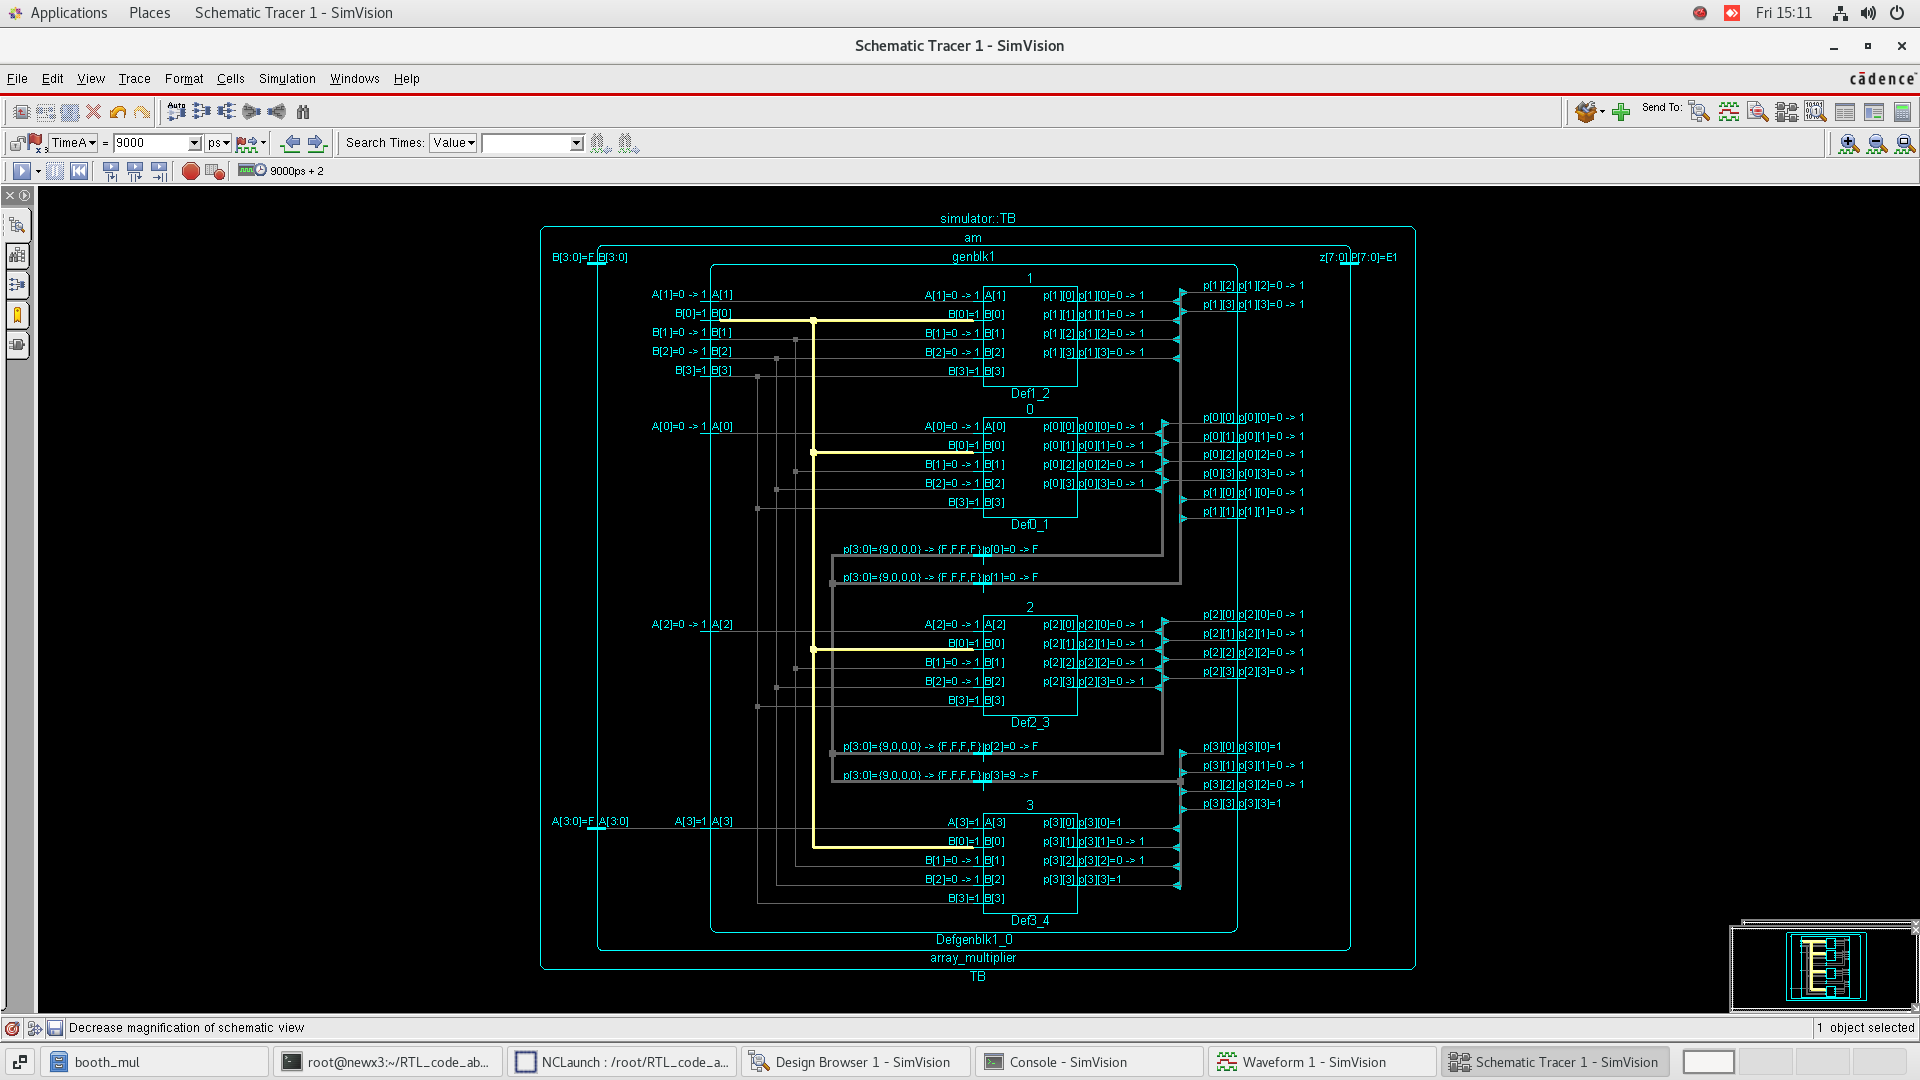 Applications Places Schematic Tracer 1 - SimVision Fri 15:11
Schematic Tracer 1 - SimVision
File Edit View Trace Format Cells Simulation Windows Help cādence
Auto Send To:
TimeA = 9000 ps Search Times: Value
9000ps + 2
simulator::TB
am
B[3:0]=F B[3:0] genblk1 z[7:0] P[7:0]=E1
1
p[1][2] p[1][2]=0 -> 1
A[1]=0 -> 1 A[1] A[1]=0 -> 1 A[1] p[1][0] p[1][0]=0 -> 1
p[1][3] p[1][3]=0 -> 1
B[0]=1 B[0] B[0]=1 B[0] p[1][1] p[1][1]=0 -> 1
B[1]=0 -> 1 B[1] B[1]=0 -> 1 B[1] p[1][2] p[1][2]=0 -> 1
B[2]=0 -> 1 B[2] B[2]=0 -> 1 B[2] p[1][3] p[1][3]=0 -> 1
B[3]=1 B[3] B[3]=1 B[3]
Def1_2
0
p[0][0] p[0][0]=0 -> 1
A[0]=0 -> 1 A[0] A[0]=0 -> 1 A[0] p[0][0] p[0][0]=0 -> 1
p[0][1] p[0][1]=0 -> 1
B[0]=1 B[0] p[0][1] p[0][1]=0 -> 1
p[0][2] p[0][2]=0 -> 1
B[1]=0 -> 1 B[1] p[0][2] p[0][2]=0 -> 1
p[0][3] p[0][3]=0 -> 1
B[2]=0 -> 1 B[2] p[0][3] p[0][3]=0 -> 1
p[1][0] p[1][0]=0 -> 1
B[3]=1 B[3]
p[1][1] p[1][1]=0 -> 1
Def0_1
p[3:0]={9,0,0,0} -> {F,F,F,F} p[0]=0 -> F
p[3:0]={9,0,0,0} -> {F,F,F,F} p[1]=0 -> F
2
p[2][0] p[2][0]=0 -> 1
A[2]=0 -> 1 A[2] A[2]=0 -> 1 A[2] p[2][0] p[2][0]=0 -> 1
p[2][1] p[2][1]=0 -> 1
B[0]=1 B[0] p[2][1] p[2][1]=0 -> 1
p[2][2] p[2][2]=0 -> 1
B[1]=0 -> 1 B[1] p[2][2] p[2][2]=0 -> 1
p[2][3] p[2][3]=0 -> 1
B[2]=0 -> 1 B[2] p[2][3] p[2][3]=0 -> 1
B[3]=1 B[3]
Def2_3
p[3:0]={9,0,0,0} -> {F,F,F,F} p[2]=0 -> F p[3][0] p[3][0]=1
p[3][1] p[3][1]=0 -> 1
p[3:0]={9,0,0,0} -> {F,F,F,F} p[3]=9 -> F
p[3][2] p[3][2]=0 -> 1
3 p[3][3] p[3][3]=1
A[3:0]=F A[3:0] A[3]=1 A[3] A[3]=1 A[3] p[3][0] p[3][0]=1
B[0]=1 B[0] p[3][1] p[3][1]=0 -> 1
B[1]=0 -> 1 B[1] p[3][2] p[3][2]=0 -> 1
B[2]=0 -> 1 B[2] p[3][3] p[3][3]=1
B[3]=1 B[3]
Def3_4
Defgenblk1_0
array_multiplier
TB
Decrease magnification of schematic view 1 object selected
booth_mul root@newx3:~/RTL_code_ab... NCLaunch : /root/RTL_code_a... Design Browser 1 - SimVision Console - SimVision Waveform 1 - SimVision Schematic Tracer 1 - SimVision